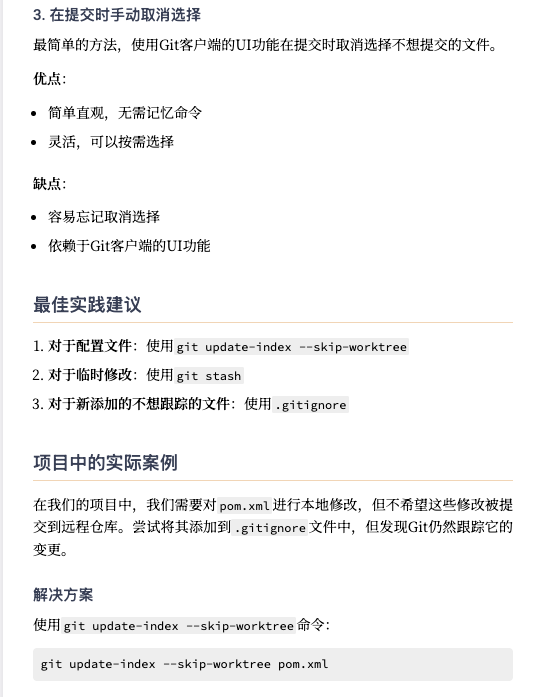 3. 在提交时手动取消选择
最简单的方法，使用Git客户端的UI功能在提交时取消选择不想提交的文件。
优点：
• 简单直观，无需记忆命令
• 灵活，可以按需选择
缺点：
• 容易忘记取消选择
• 依赖于Git客户端的UI功能
最佳实践建议
1. 对于配置文件：使用 git update-index --skip-worktree
2. 对于临时修改：使用 git stash
3. 对于新添加的不想跟踪的文件：使用 .gitignore
项目中的实际案例
在我们的项目中，我们需要对 pom.xml 进行本地修改，但不希望这些修改被提
交到远程仓库。尝试将其添加到 .gitignore 文件中，但发现Git仍然跟踪它的
变更。
解决方案
使用 git update-index --skip-worktree 命令：
git update-index --skip-worktree pom.xml